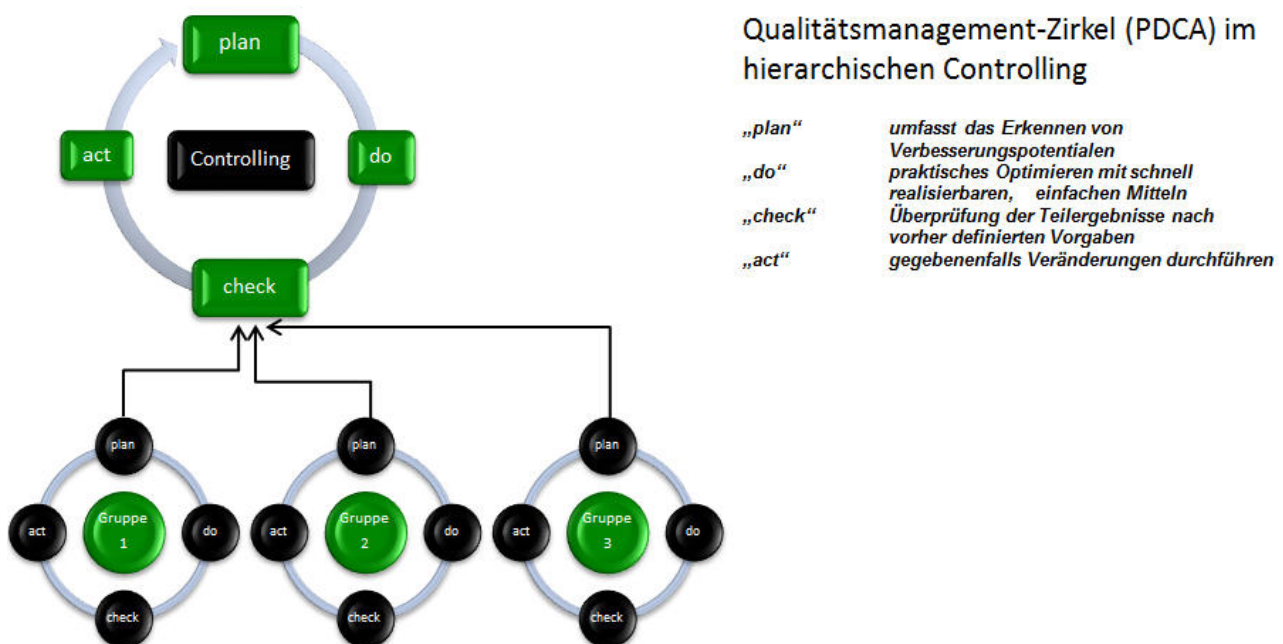 plan
act
Controlling
do
check
Qualitätsmanagement-Zirkel (PDCA) im
hierarchischen Controlling
„plan“ umfasst das Erkennen von
Verbesserungspotentialen
„do“ praktisches Optimieren mit schnell
realisierbaren, einfachen Mitteln
„check“ Überprüfung der Teilergebnisse nach
vorher definierten Vorgaben
„act“ gegebenenfalls Veränderungen durchführen
plan
act
Gruppe
1
do
check
plan
act
Gruppe
2
do
check
plan
act
Gruppe
3
do
check